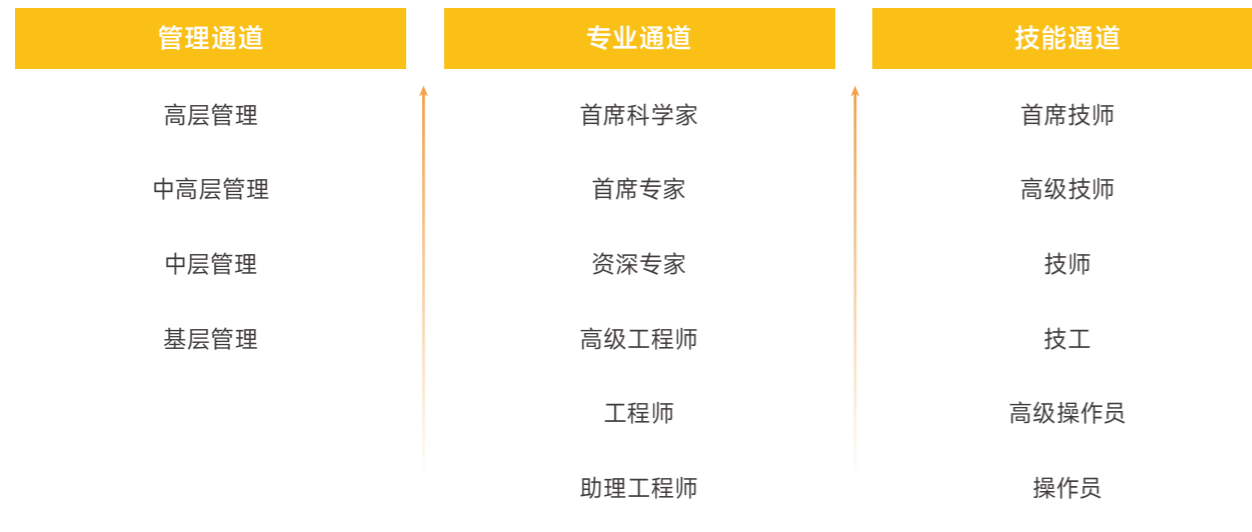 管理通道 专业通道 技能通道
高层管理 首席科学家 首席技师
中高层管理 首席专家 高级技师
中层管理 资深专家 技师
基层管理 高级工程师 技工
工程师 高级操作员
助理工程师 操作员